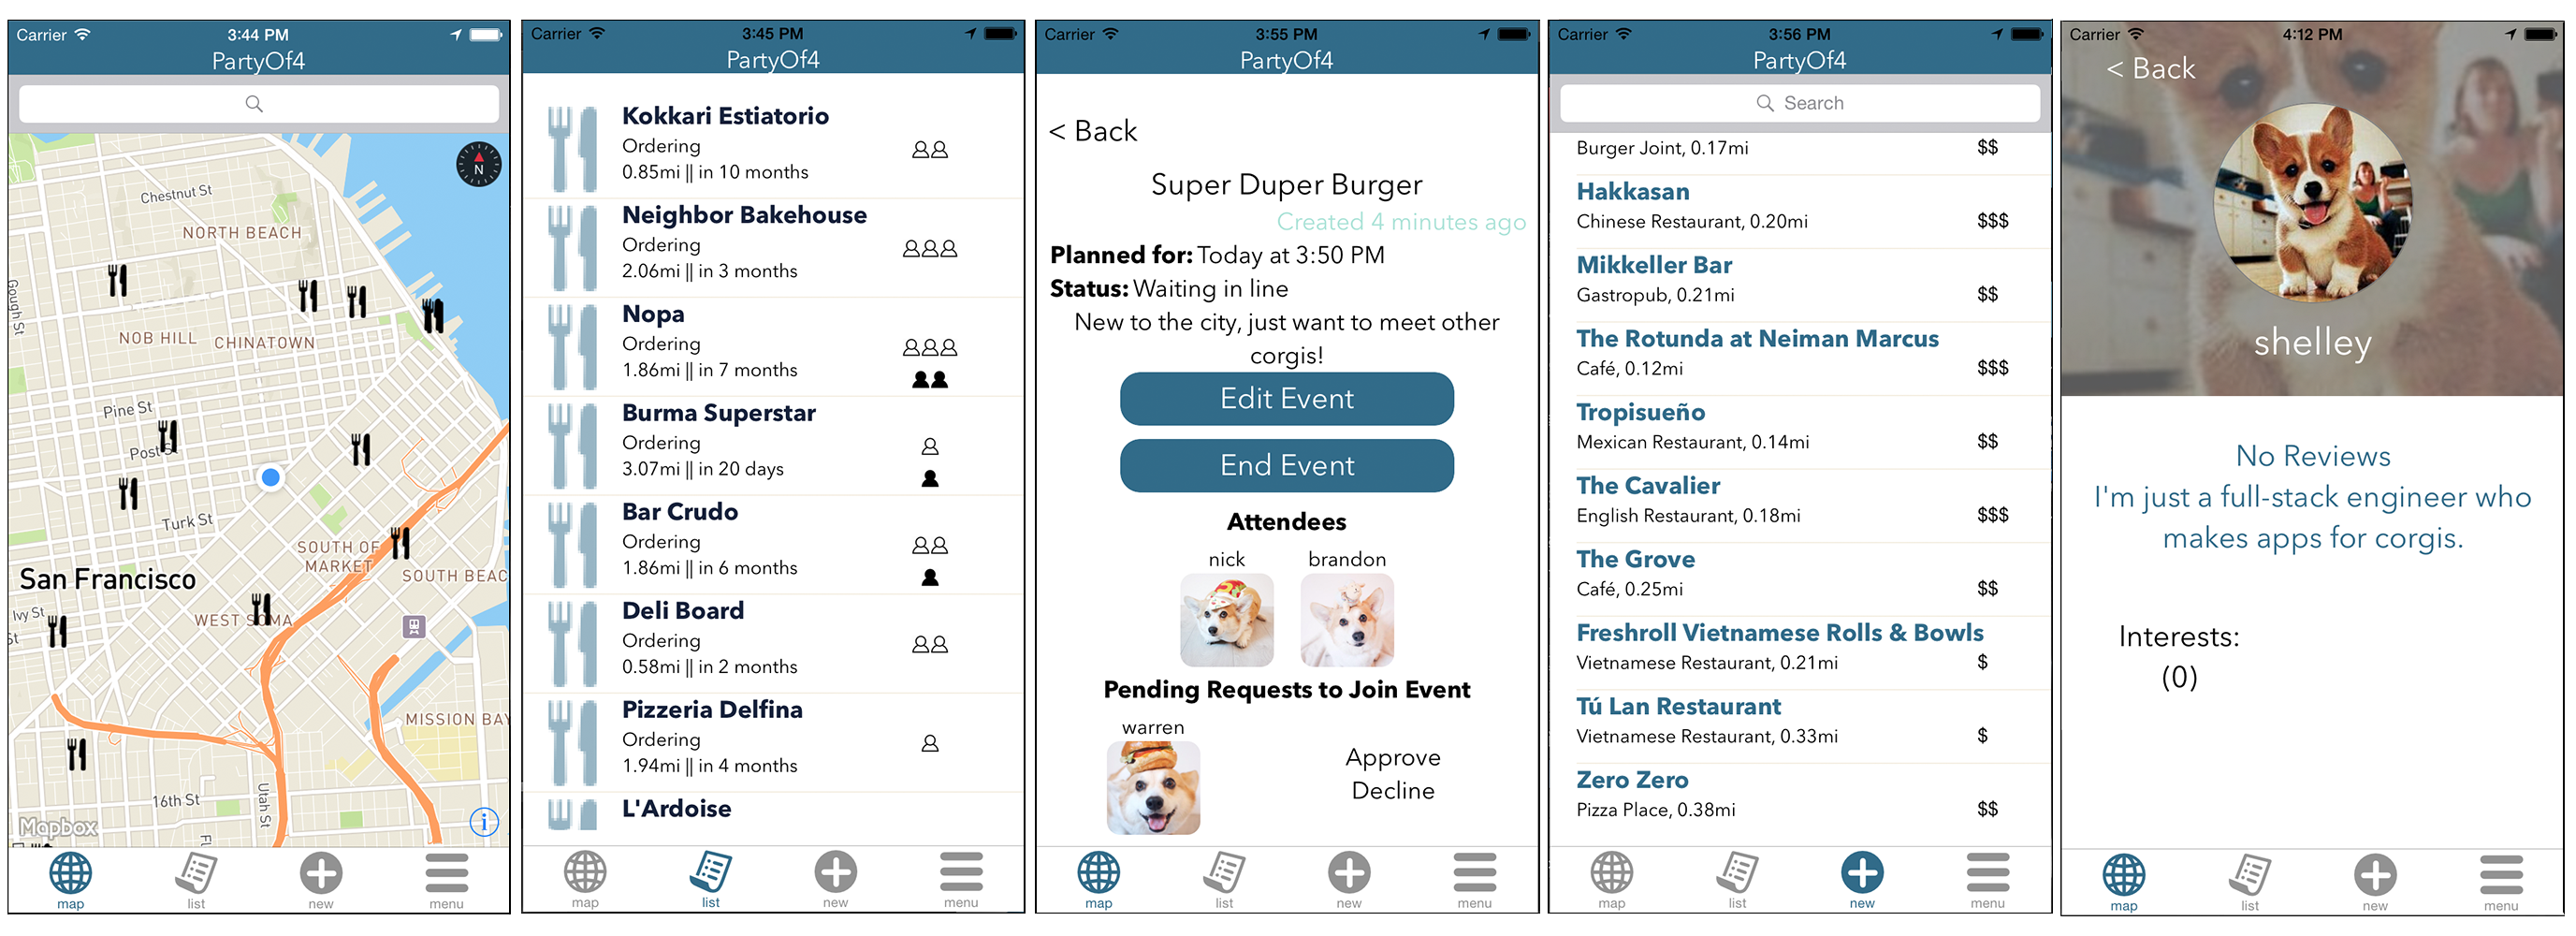 Carrier 3:44 PM
PartyOf4
Chestnut St
NORTH BEACH
Gough St
NOB HILL CHINATOWN
Pine St
Post St
Turk St
SOUTH OF
MARKET
SOUTH BEAC
San Francisco
Ivy St
St
WEST SOMA
MISSION BAY
16th St
Utah St
Mapbox
FL
map list new menu
Carrier 3:45 PM
PartyOf4
Kokkari Estiatorio
Ordering
0.85mi || in 10 months
Neighbor Bakehouse
Ordering
2.06mi || in 3 months
Nopa
Ordering
1.86mi || in 7 months
Burma Superstar
Ordering
3.07mi || in 20 days
Bar Crudo
Ordering
1.86mi || in 6 months
Deli Board
Ordering
0.58mi || in 2 months
Pizzeria Delfina
Ordering
1.94mi || in 4 months
L'Ardoise
map list new menu
Carrier 3:55 PM
PartyOf4
< Back
Super Duper Burger
Created 4 minutes ago
Planned for: Today at 3:50 PM
Status: Waiting in line
New to the city, just want to meet other
corgis!
Edit Event
End Event
Attendees
nick brandon
Pending Requests to Join Event
warren
Approve
Decline
map list new menu
Carrier 3:56 PM
PartyOf4
Search
Burger Joint, 0.17mi $$
Hakkasan
Chinese Restaurant, 0.20mi $$$
Mikkeller Bar
Gastropub, 0.21mi $$
The Rotunda at Neiman Marcus
Café, 0.12mi $$$
Tropisueño
Mexican Restaurant, 0.14mi $$
The Cavalier
English Restaurant, 0.18mi $$$
The Grove
Café, 0.25mi $$
Freshroll Vietnamese Rolls & Bowls
Vietnamese Restaurant, 0.21mi $
Tú Lan Restaurant
Vietnamese Restaurant, 0.33mi $
Zero Zero
Pizza Place, 0.38mi $$
map list new menu
Carrier 4:12 PM
< Back
shelley
No Reviews
I'm just a full-stack engineer who
makes apps for corgis.
Interests:
(0)
map list new menu